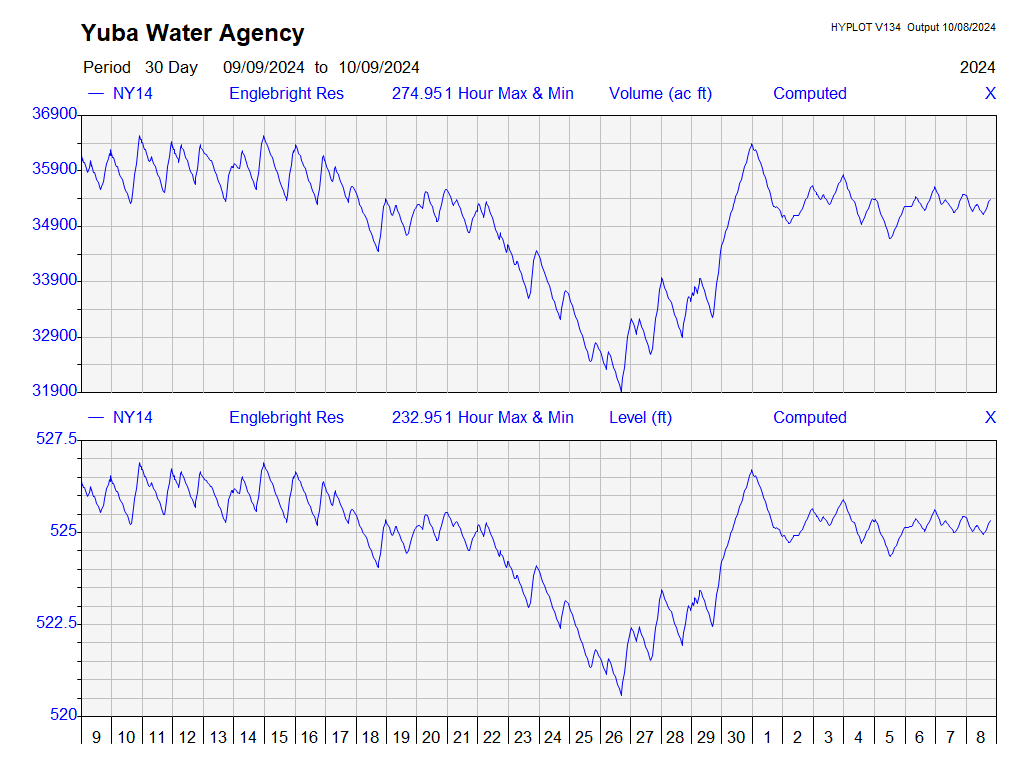 Yuba Water Agency
HYPLOT V134 Output 10/08/2024
Period 30 Day 09/09/2024 to 10/09/2024 2024
— NY14 Englebright Res 274.951 Hour Max & Min Volume (ac ft) Computed X
36900
35900
34900
33900
32900
31900
— NY14 Englebright Res 232.951 Hour Max & Min Level (ft) Computed X
527.5
525
522.5
520
9 10 11 12 13 14 15 16 17 18 19 20 21 22 23 24 25 26 27 28 29 30 1 2 3 4 5 6 7 8